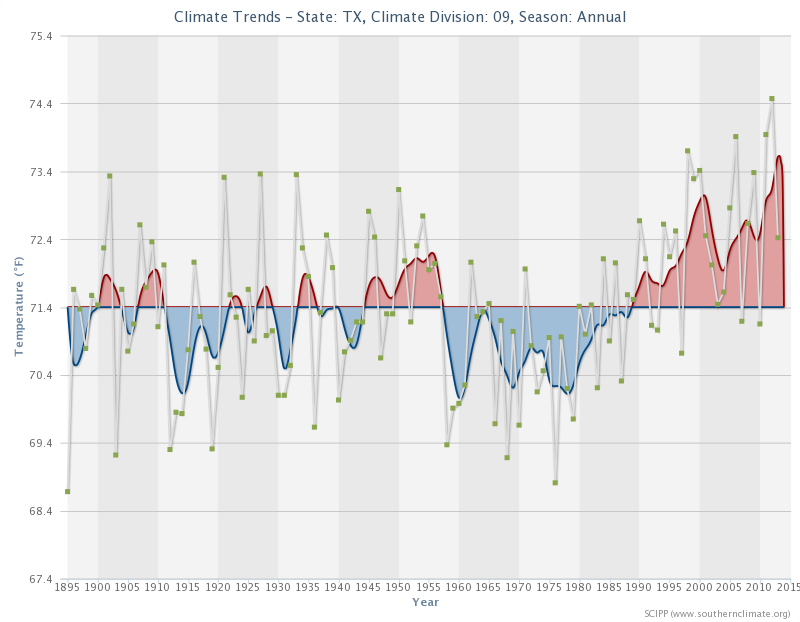 Climate Trends - State: TX, Climate Division: 09, Season: Annual
75.4
74.4
73.4
72.4
71.4
70.4
69.4
68.4
67.4
Temperature (°F)
1895 1900 1905 1910 1915 1920 1925 1930 1935 1940 1945 1950 1955 1960 1965 1970 1975 1980 1985 1990 1995 2000 2005 2010 2015
Year
SCIPP (www.southernclimate.org)